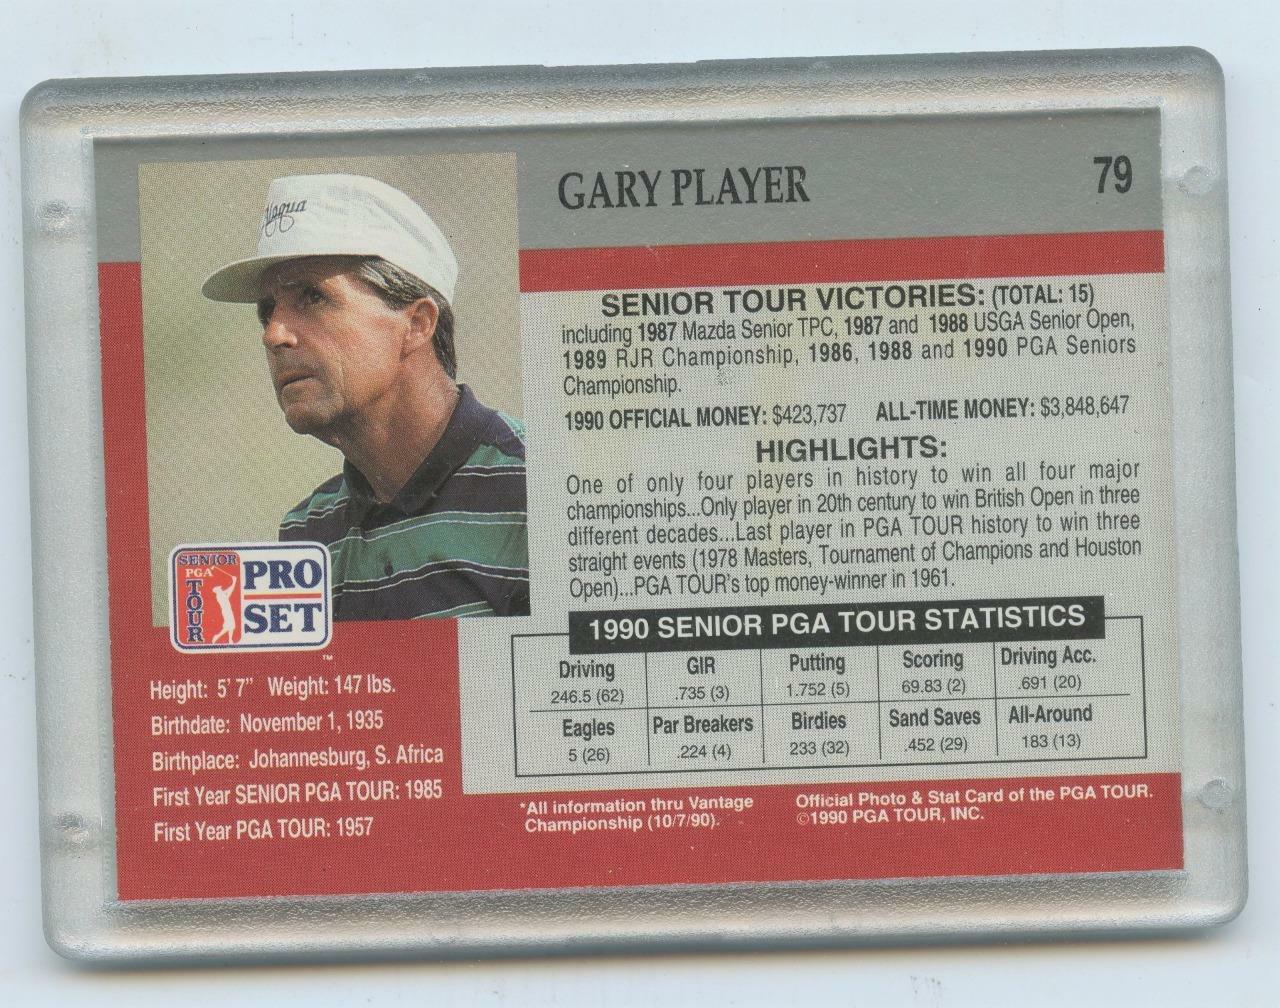 GARY PLAYER
79
SENIOR TOUR VICTORIES: (TOTAL: 15)
including 1987 Mazda Senior TPC, 1987 and 1988 USGA Senior Open,
1989 RJR Championship, 1986, 1988 and 1990 PGA Seniors
Championship.
1990 OFFICIAL MONEY: $423,737 ALL-TIME MONEY: $3,848,647
HIGHLIGHTS:
One of only four players in history to win all four major
championships...Only player in 20th century to win British Open in three
different decades...Last player in PGA TOUR history to win three
straight events (1978 Masters, Tournament of Champions and Houston
Open)...PGA TOUR's top money-winner in 1961.
SENIOR
PGA
TOUR
PRO
SET
™
Height: 5' 7" Weight: 147 lbs.
Birthdate: November 1, 1935
Birthplace: Johannesburg, S. Africa
First Year SENIOR PGA TOUR: 1985
First Year PGA TOUR: 1957
1990 SENIOR PGA TOUR STATISTICS
Driving GIR Putting Scoring Driving Acc.
246.5 (62) .735 (3) 1.752 (5) 69.83 (2) .691 (20)
Eagles Par Breakers Birdies Sand Saves All-Around
5 (26) .224 (4) 233 (32) .452 (29) 183 (13)
*All information thru Vantage
Championship (10/7/90).
Official Photo & Stat Card of the PGA TOUR.
©1990 PGA TOUR, INC.